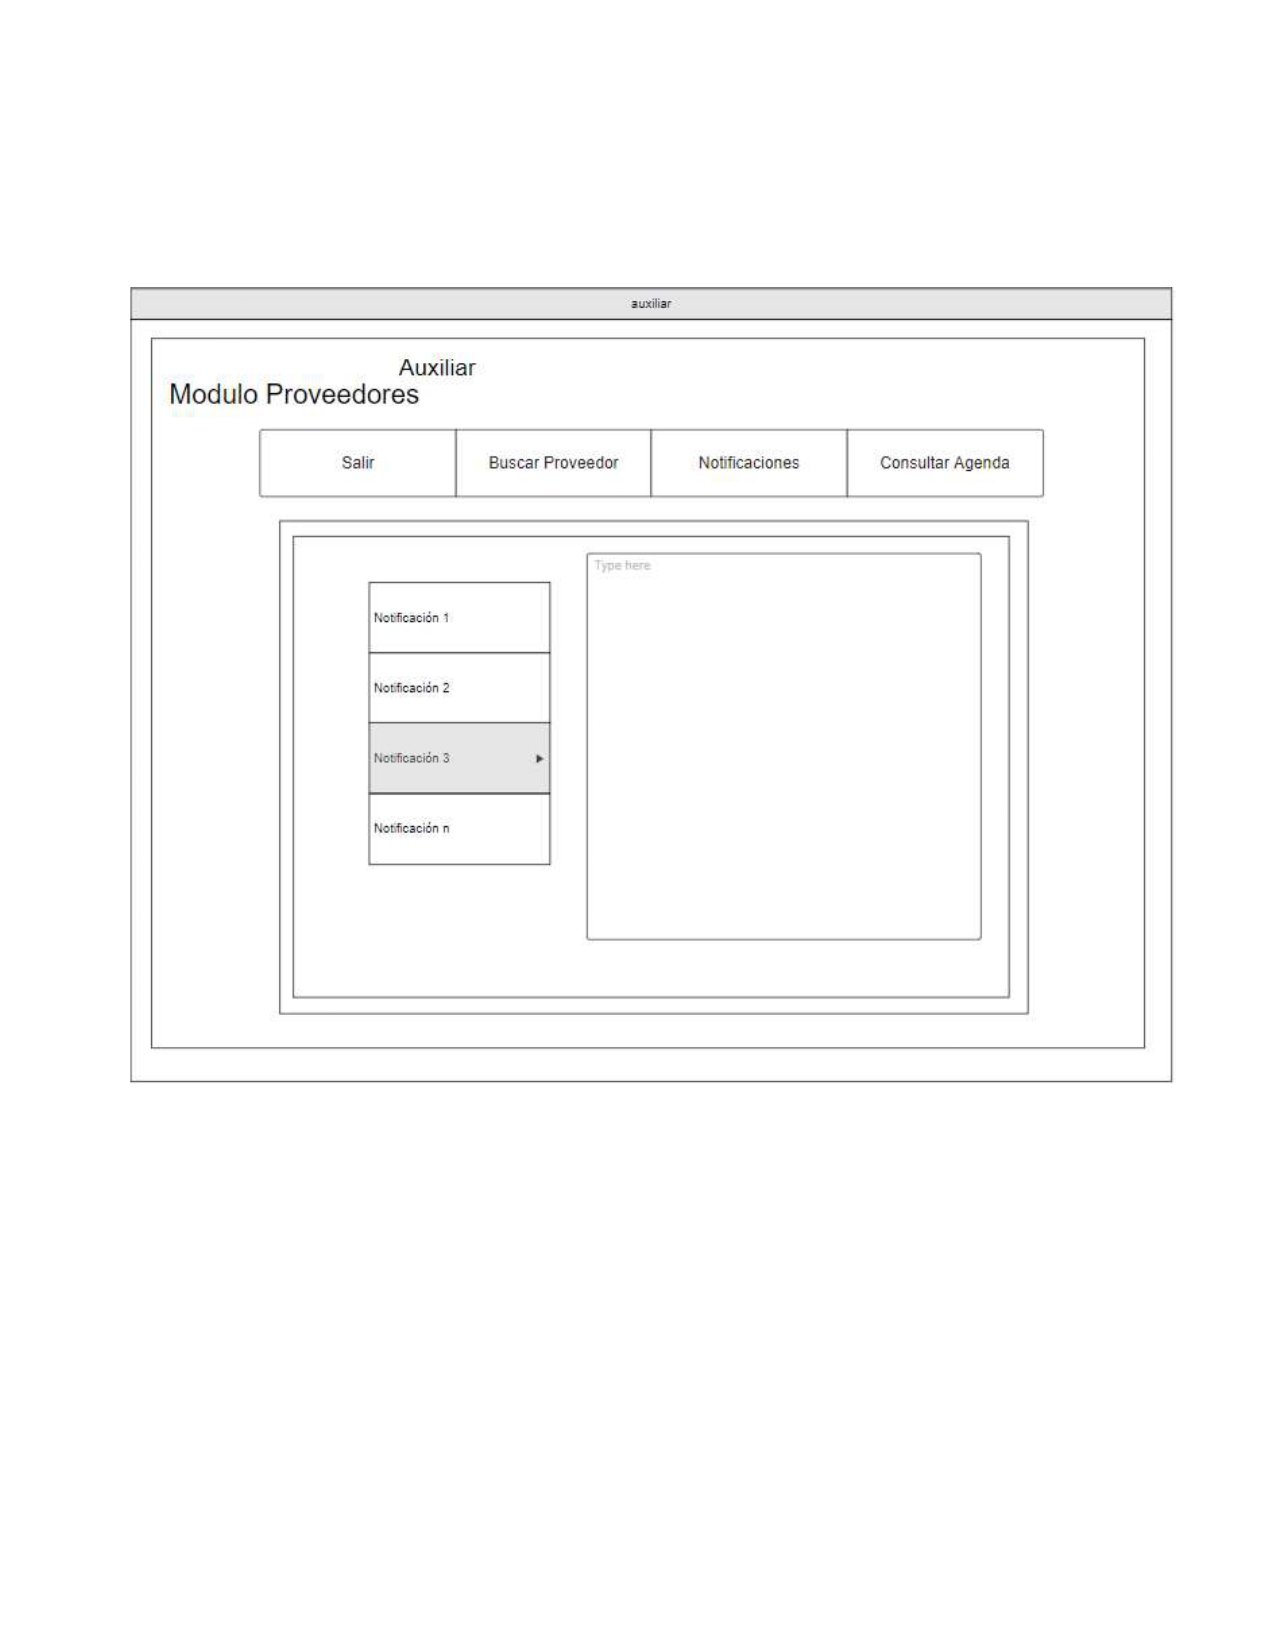 auxiliar
Auxiliar
Modulo Proveedores
Salir
Buscar Proveedor
Notificaciones
Consultar Agenda
Type here
Notificación 1
Notificación 2
Notificación 3
Notificación n